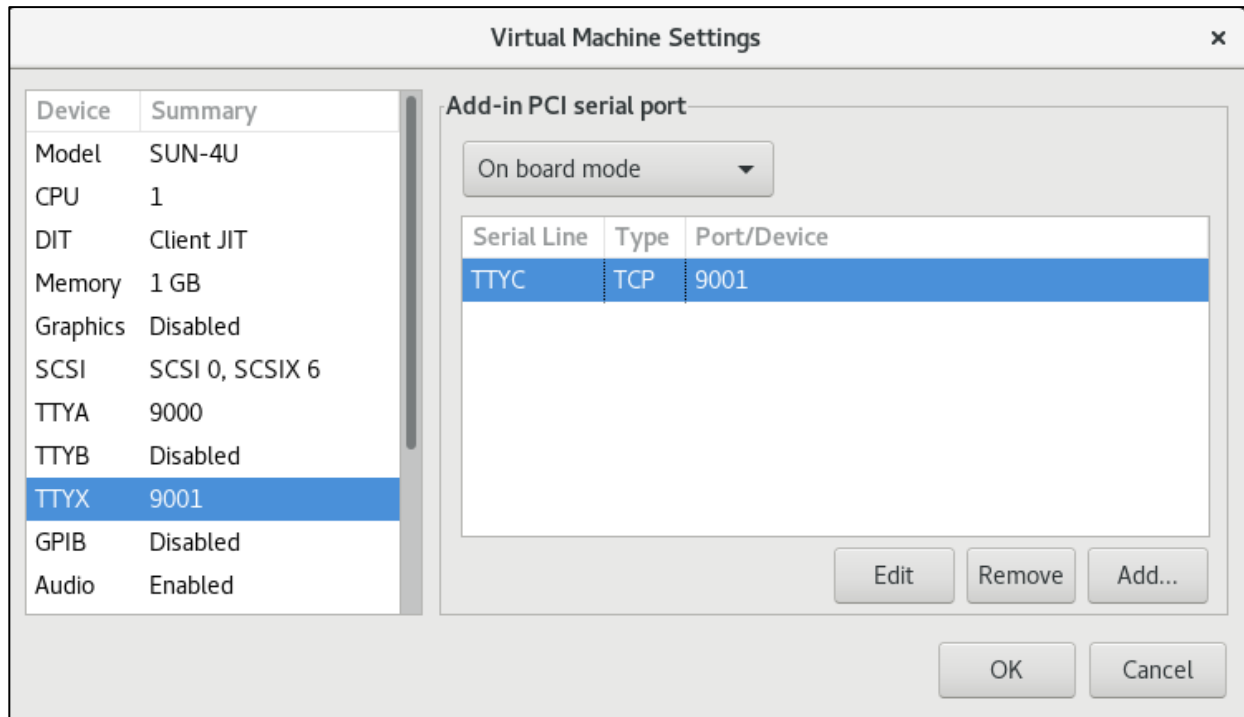 Virtual Machine Settings ×
Device Summary
Model SUN-4U
CPU 1
DIT Client JIT
Memory 1 GB
Graphics Disabled
SCSI SCSI 0, SCSIX 6
TTYA 9000
TTYB Disabled
TTYX 9001
GPIB Disabled
Audio Enabled
Add-in PCI serial port
On board mode
Serial Line Type Port/Device
TTYC TCP 9001
Edit Remove Add...
OK Cancel